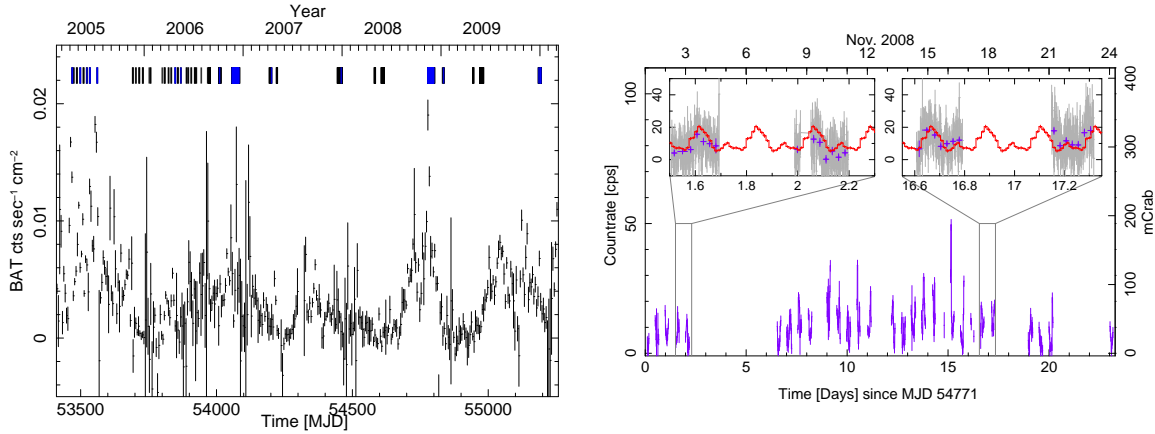 Year
2005 2006 2007 2008 2009
BAT cts sec−1 cm−2
0 0.01 0.02
53500 54000 54500 55000
Time [MJD]
Nov. 2008
3 6 9 12 15 18 21 24
Countrate [cps]
0 50 100
mCrab
0 100 200 300 400
0 20 40
1.6 1.8 2 2.2
0 20 40
16.6 16.8 17 17.2
0 5 10 15 20
Time [Days] since MJD 54771